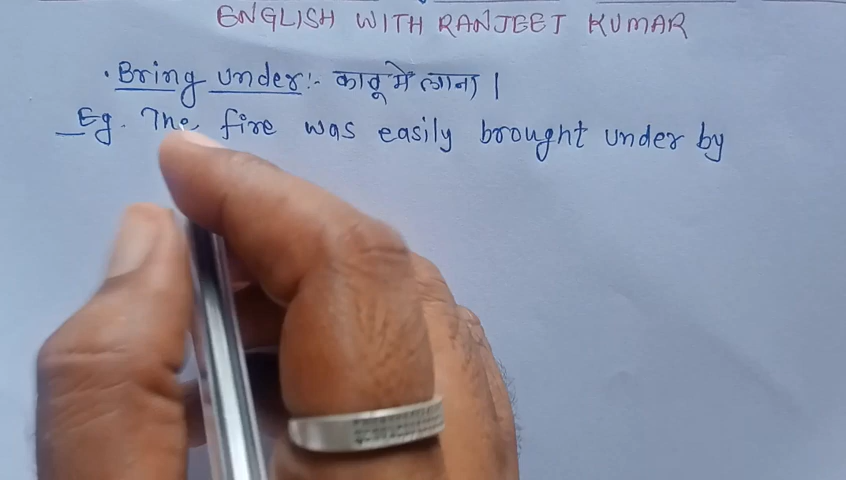 ENGLISH WITH RANJEET KUMAR
. Bring under :- काबू में लाना ।
Eg. The fire was easily brought under by